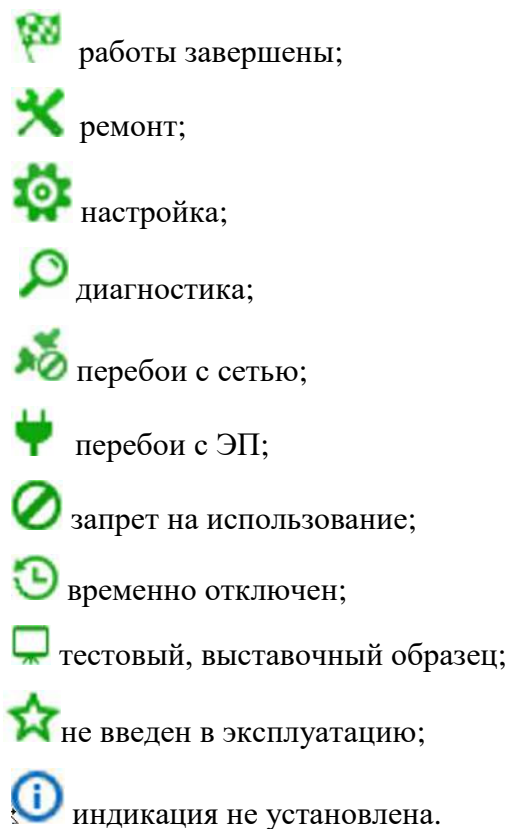 работы завершены;
ремонт;
настройка;
диагностика;
перебои с сетью;
перебои с ЭП;
запрет на использование;
временно отключен;
тестовый, выставочный образец;
не введен в эксплуатацию;
индикация не установлена.